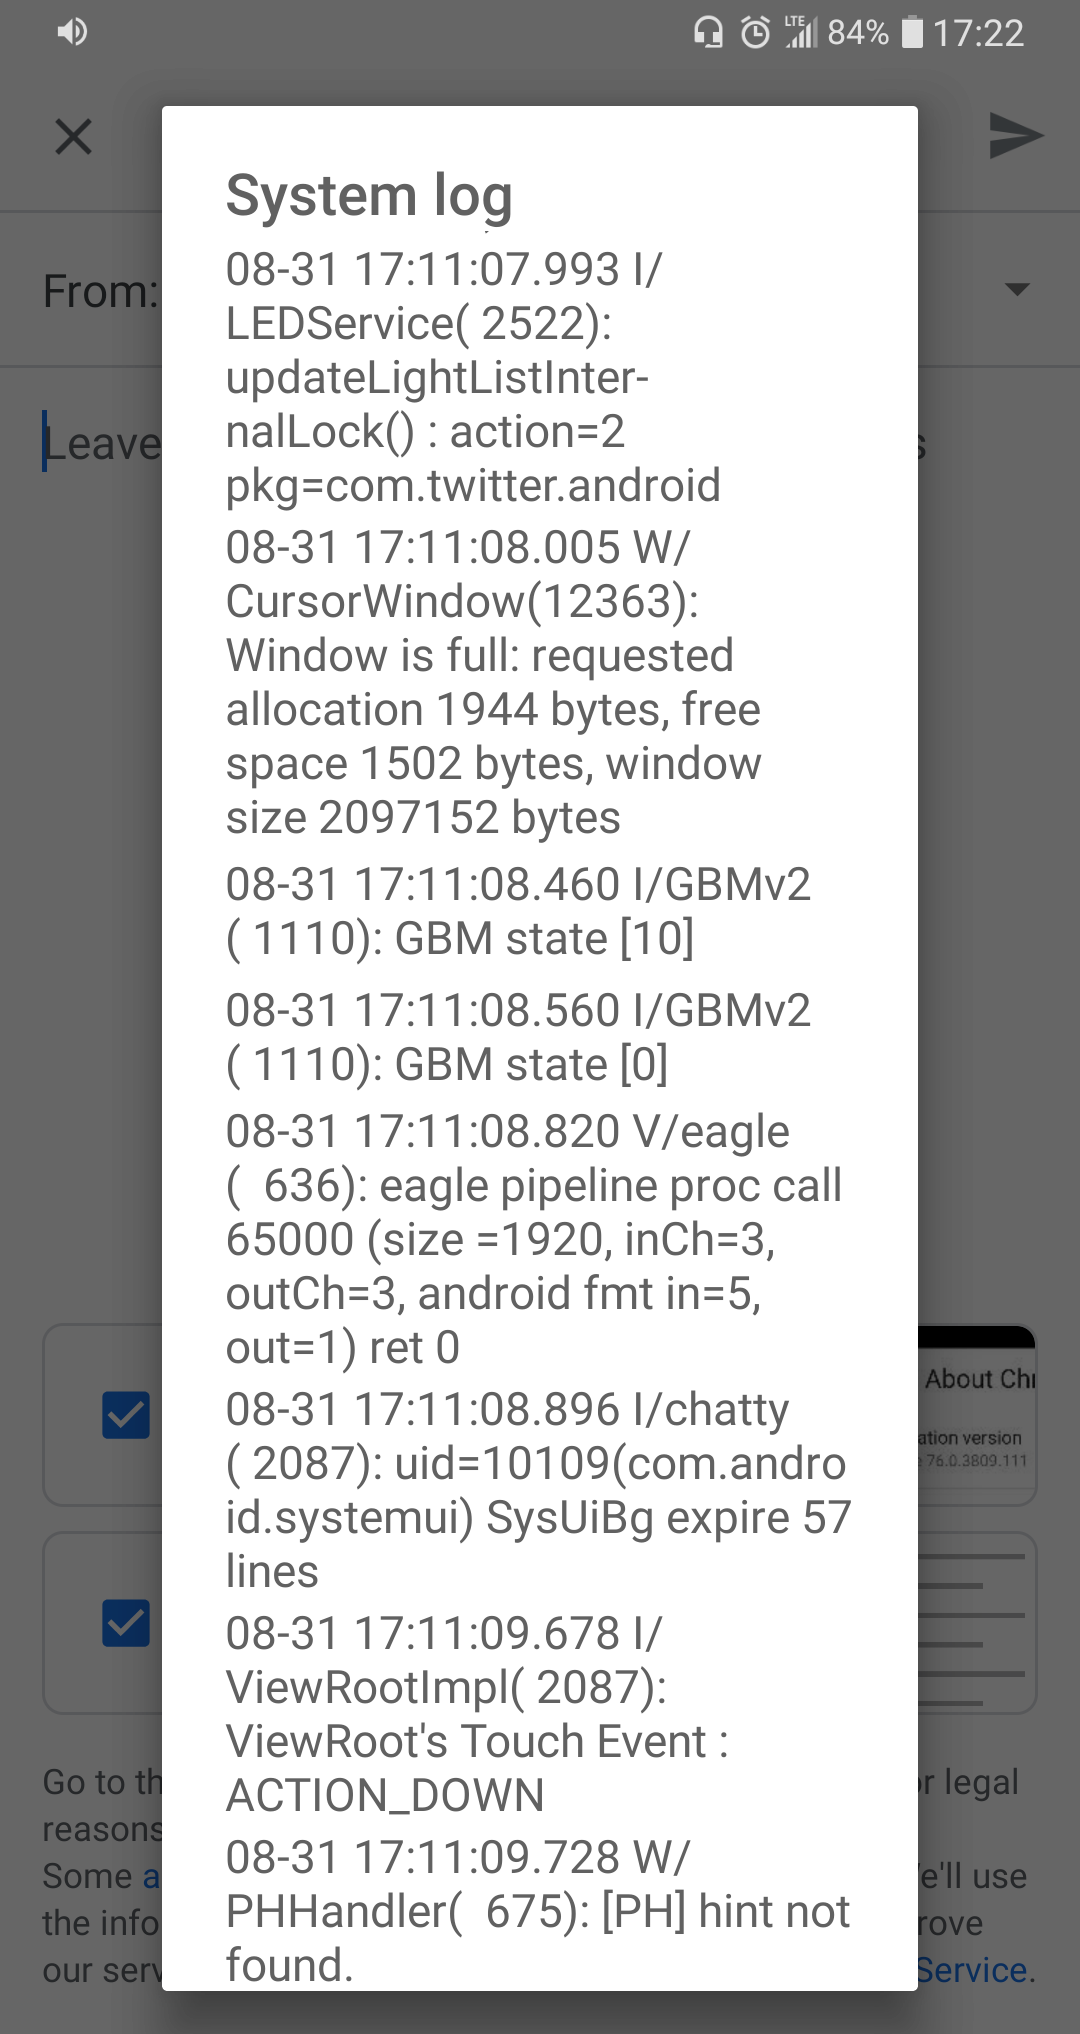 LTE 84% 17:22
System log
From:
08-31 17:11:07.993 I/
LEDService( 2522):
updateLightListInter-
nalLock() : action=2
pkg=com.twitter.android
Leave
s
08-31 17:11:08.005 W/
CursorWindow(12363):
Window is full: requested
allocation 1944 bytes, free
space 1502 bytes, window
size 2097152 bytes
08-31 17:11:08.460 I/GBMv2
( 1110): GBM state [10]
08-31 17:11:08.560 I/GBMv2
( 1110): GBM state [0]
08-31 17:11:08.820 V/eagle
(  636): eagle pipeline proc call
65000 (size =1920, inCh=3,
outCh=3, android fmt in=5,
out=1) ret 0
08-31 17:11:08.896 I/chatty
( 2087): uid=10109(com.andro
id.systemui) SysUiBg expire 57
lines
08-31 17:11:09.678 I/
ViewRootImpl( 2087):
ViewRoot's Touch Event :
ACTION_DOWN
08-31 17:11:09.728 W/
PHHandler(  675): [PH] hint not
found.
About Chr
ation version
76.0.3809.111
Go to th
r legal
reasons
Some a
e'll use
the info
rove
our serv
Service.